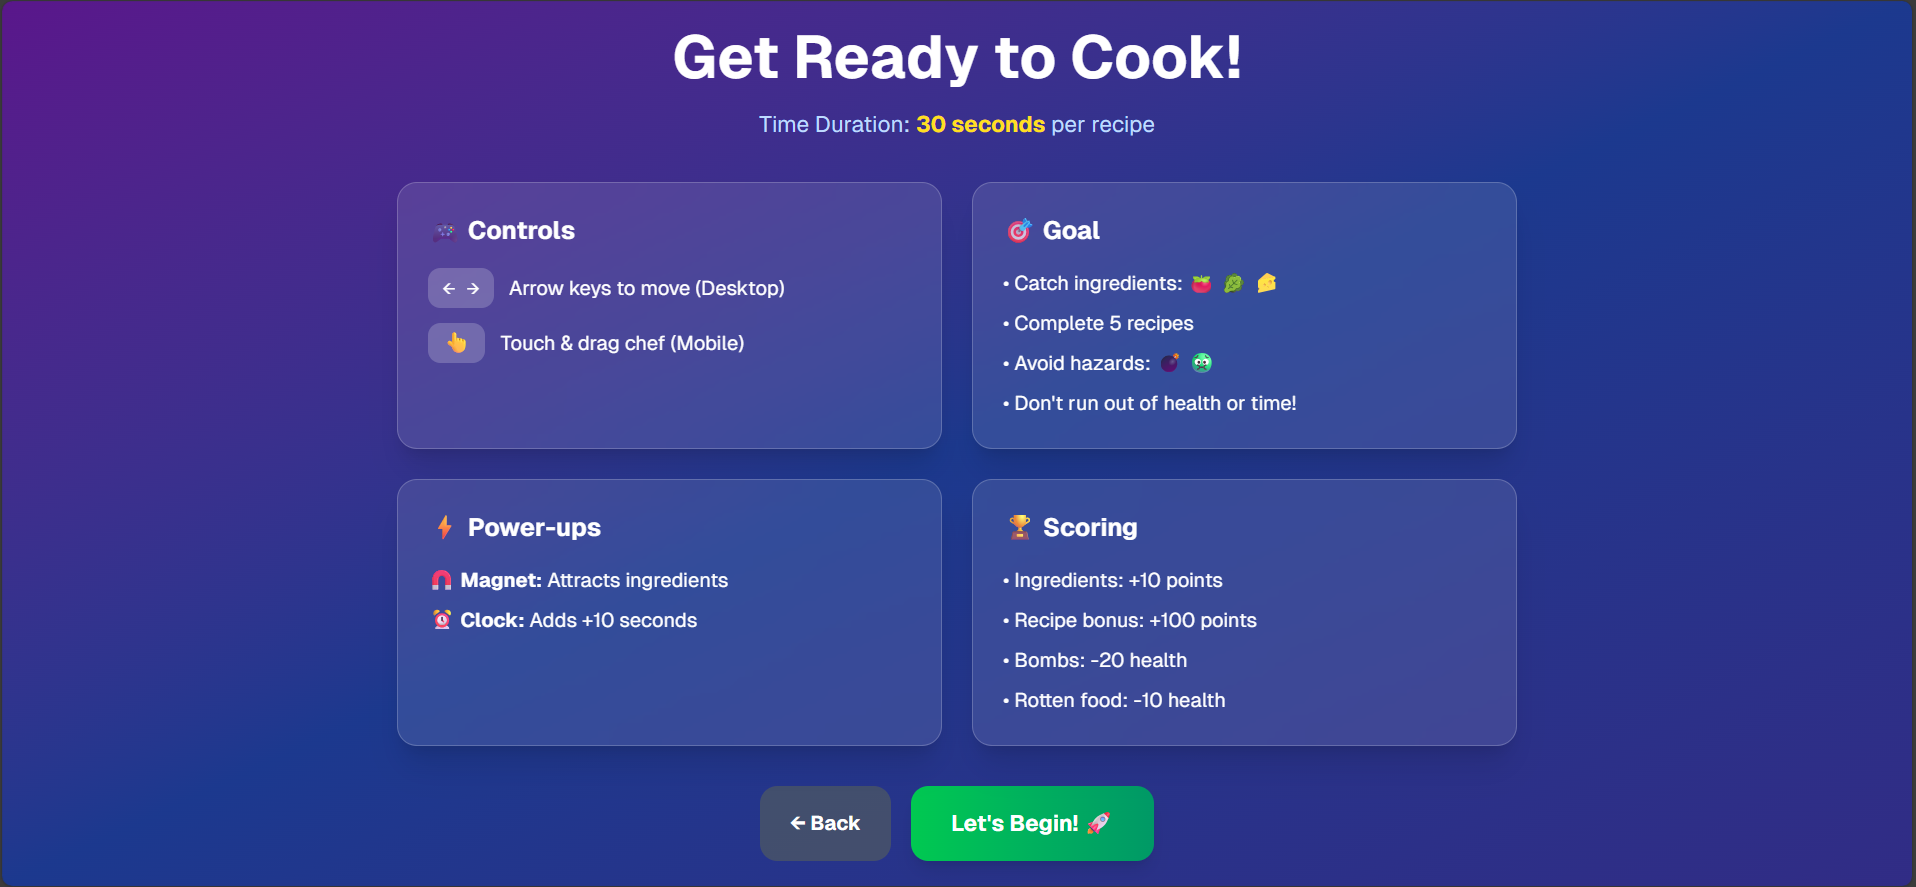 Get Ready to Cook!
Time Duration: 30 seconds per recipe
🎮 Controls
← → Arrow keys to move (Desktop)
👆 Touch & drag chef (Mobile)
🎯 Goal
• Catch ingredients: 🍅 🥬 🧀
• Complete 5 recipes
• Avoid hazards: 💣 🤢
• Don't run out of health or time!
⚡ Power-ups
🧲 Magnet: Attracts ingredients
⏰ Clock: Adds +10 seconds
🏆 Scoring
• Ingredients: +10 points
• Recipe bonus: +100 points
• Bombs: -20 health
• Rotten food: -10 health
← Back
Let's Begin! 🚀